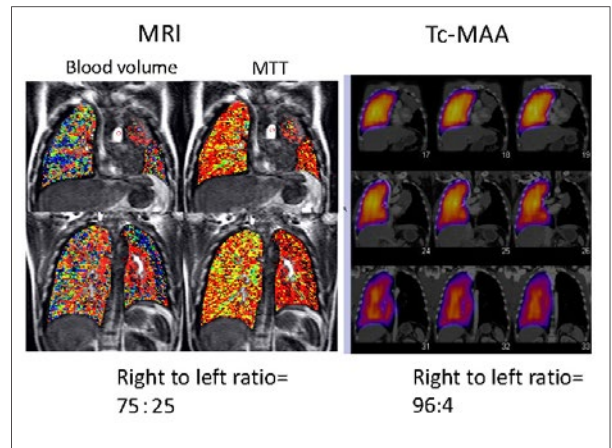 MRI
Tc-MAA
Blood volume
MTT
17
18
19
24
25
26
31
32
33
Right to left ratio=
75:25
Right to left ratio=
96:4